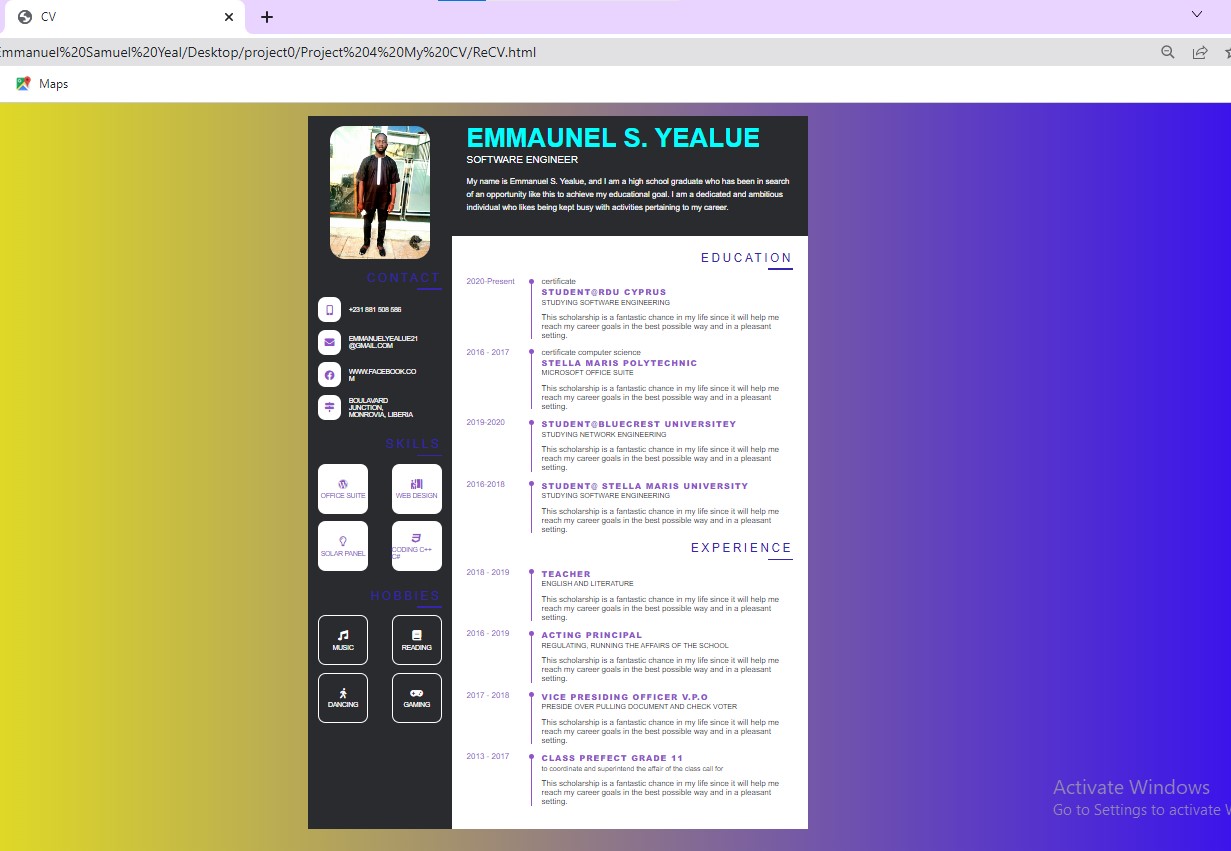 CV
Emmanuel%20Samuel%20Yeal/Desktop/project0/Project%204%20My%20CV/ReCV.html
Maps
EMMAUNEL S. YEALUE
SOFTWARE ENGINEER
My name is Emmanuel S. Yealue, and I am a high school graduate who has been in search
of an opportunity like this to achieve my educational goal. I am a dedicated and ambitious
individual who likes being kept busy with activities pertaining to my career.
CONTACT
+231 881 508 586
EMMANUELYEALUE21
@GMAIL.COM
WWW.FACEBOOK.CO
M
BOULAVARD
JUNCTION,
MONROVIA, LIBERIA
SKILLS
OFFICE SUITE
WEB DESIGN
SOLAR PANEL
CODING C++
C#
HOBBIES
MUSIC
READING
DANCING
GAMING
EDUCATION
2020-Present
certificate
STUDENT@RDU CYPRUS
STUDYING SOFTWARE ENGINEERING
This scholarship is a fantastic chance in my life since it will help me
reach my career goals in the best possible way and in a pleasant
setting.
2016 - 2017
certificate computer science
STELLA MARIS POLYTECHNIC
MICROSOFT OFFICE SUITE
This scholarship is a fantastic chance in my life since it will help me
reach my career goals in the best possible way and in a pleasant
setting.
2019-2020
STUDENT@BLUECREST UNIVERSITEY
STUDYING NETWORK ENGINEERING
This scholarship is a fantastic chance in my life since it will help me
reach my career goals in the best possible way and in a pleasant
setting.
2016-2018
STUDENT@ STELLA MARIS UNIVERSITY
STUDYING SOFTWARE ENGINEERING
This scholarship is a fantastic chance in my life since it will help me
reach my career goals in the best possible way and in a pleasant
setting.
EXPERIENCE
2018 - 2019
TEACHER
ENGLISH AND LITERATURE
This scholarship is a fantastic chance in my life since it will help me
reach my career goals in the best possible way and in a pleasant
setting.
2016 - 2019
ACTING PRINCIPAL
REGULATING, RUNNING THE AFFAIRS OF THE SCHOOL
This scholarship is a fantastic chance in my life since it will help me
reach my career goals in the best possible way and in a pleasant
setting.
2017 - 2018
VICE PRESIDING OFFICER V.P.O
PRESIDE OVER PULLING DOCUMENT AND CHECK VOTER
This scholarship is a fantastic chance in my life since it will help me
reach my career goals in the best possible way and in a pleasant
setting.
2013 - 2017
CLASS PREFECT GRADE 11
to coordinate and superintend the affair of the class call for
This scholarship is a fantastic chance in my life since it will help me
reach my career goals in the best possible way and in a pleasant
setting.
Activate Windows
Go to Settings to activate W